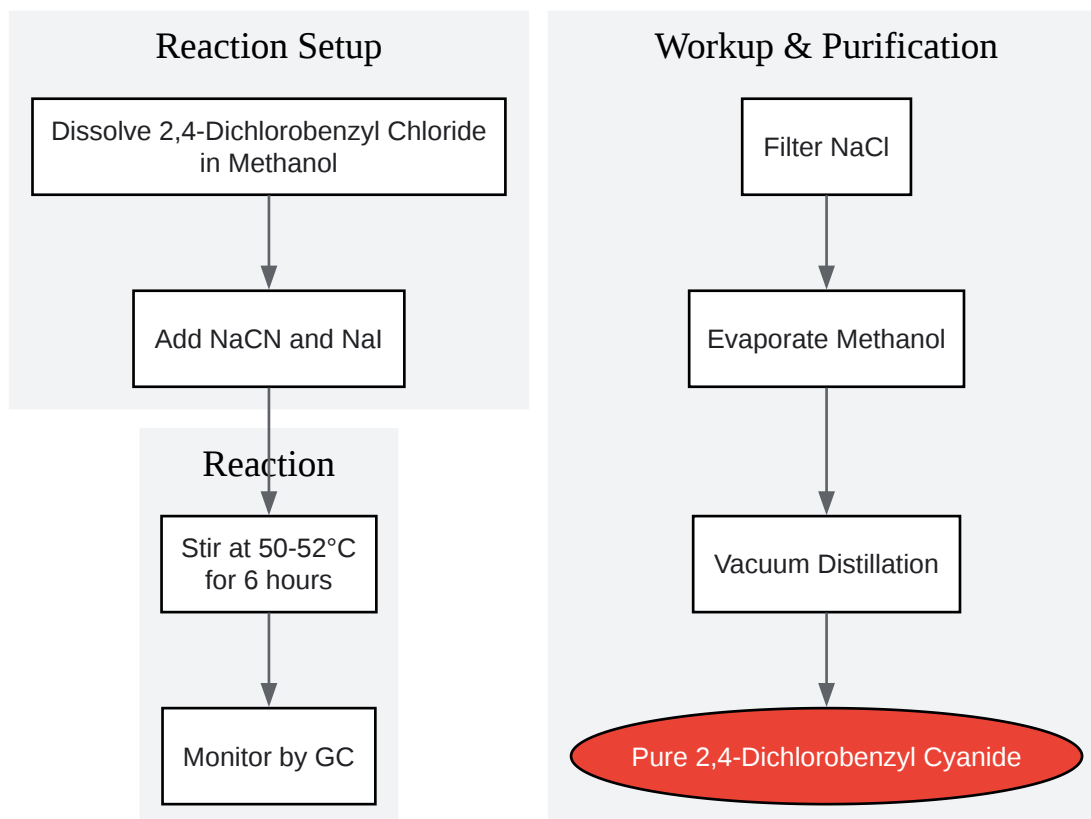 Reaction Setup
Dissolve 2,4-Dichlorobenzyl Chloride
in Methanol
Add NaCN and NaI
Reaction
Stir at 50-52°C
for 6 hours
Monitor by GC
Workup & Purification
Filter NaCl
Evaporate Methanol
Vacuum Distillation
Pure 2,4-Dichlorobenzyl Cyanide